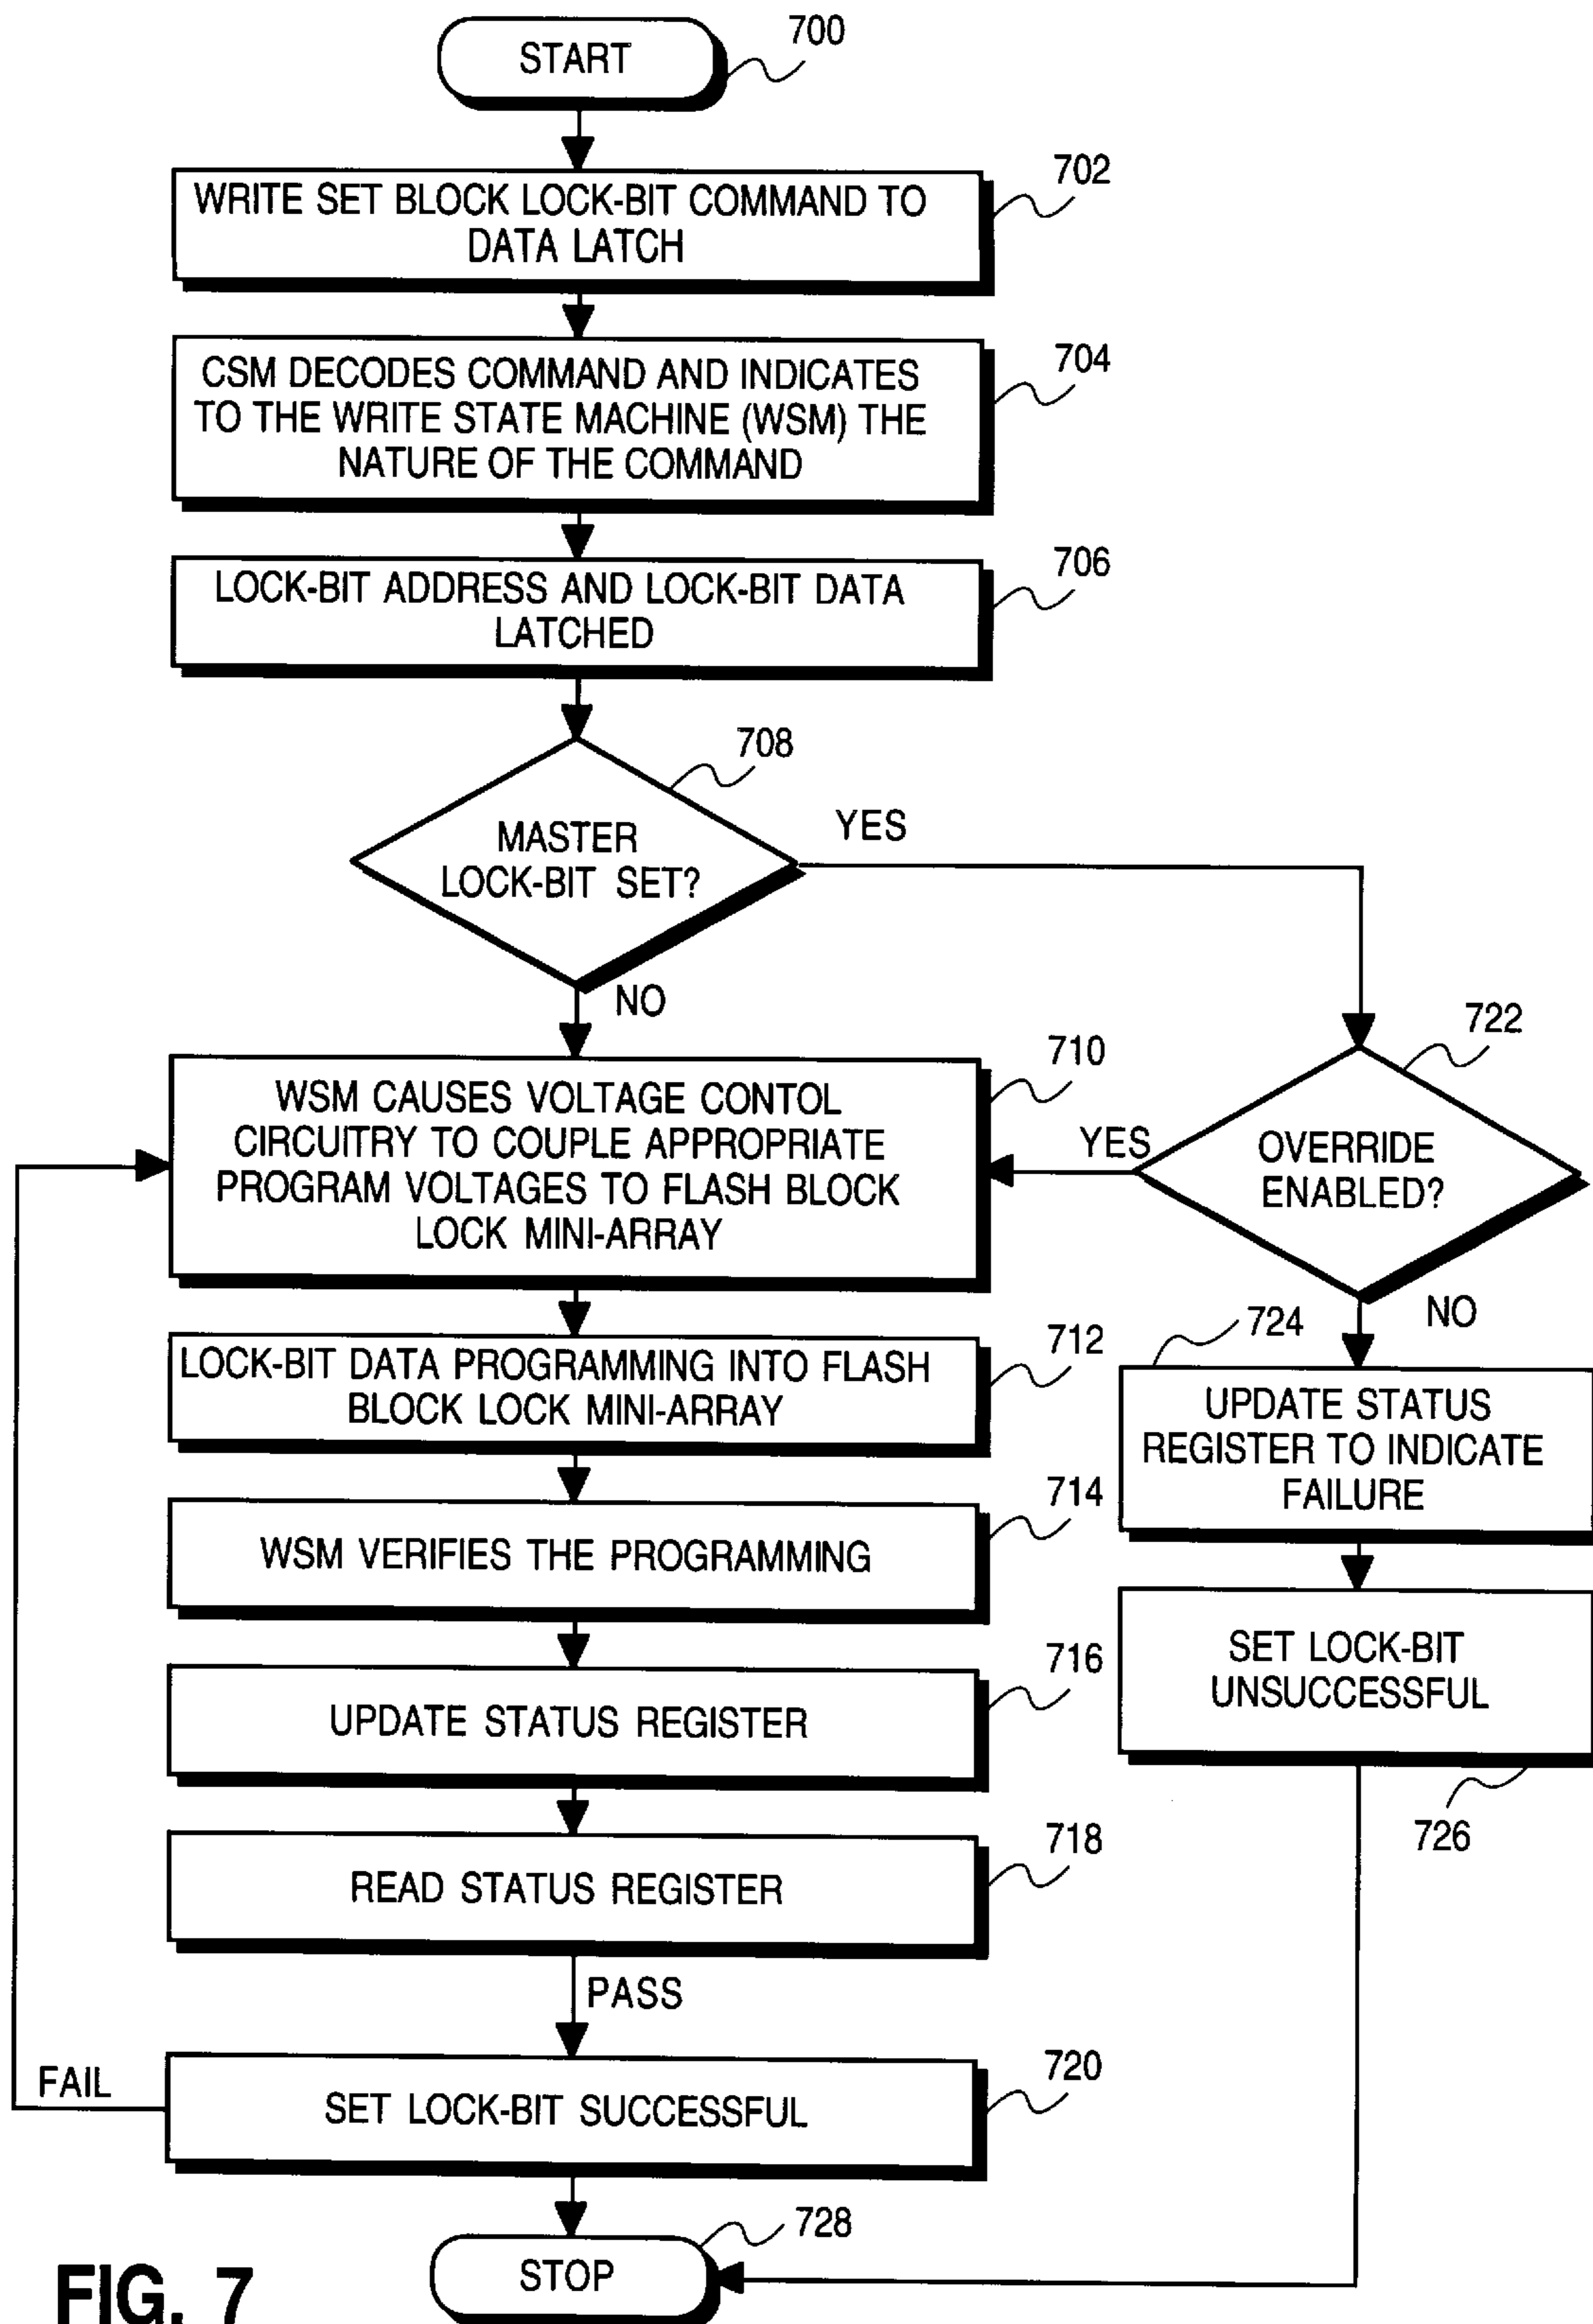 START
700
WRITE SET BLOCK LOCK-BIT COMMAND TO
DATA LATCH
702
CSM DECODES COMMAND AND INDICATES
TO THE WRITE STATE MACHINE (WSM) THE
NATURE OF THE COMMAND
704
LOCK-BIT ADDRESS AND LOCK-BIT DATA
LATCHED
706
MASTER
LOCK-BIT SET?
708
YES
NO
WSM CAUSES VOLTAGE CONTOL
CIRCUITRY TO COUPLE APPROPRIATE
PROGRAM VOLTAGES TO FLASH BLOCK
LOCK MINI-ARRAY
710
YES
OVERRIDE
ENABLED?
722
NO
LOCK-BIT DATA PROGRAMMING INTO FLASH
BLOCK LOCK MINI-ARRAY
712
724
UPDATE STATUS
REGISTER TO INDICATE
FAILURE
WSM VERIFIES THE PROGRAMMING
714
UPDATE STATUS REGISTER
716
SET LOCK-BIT
UNSUCCESSFUL
726
READ STATUS REGISTER
718
PASS
FAIL
SET LOCK-BIT SUCCESSFUL
720
STOP
728
FIG. 7